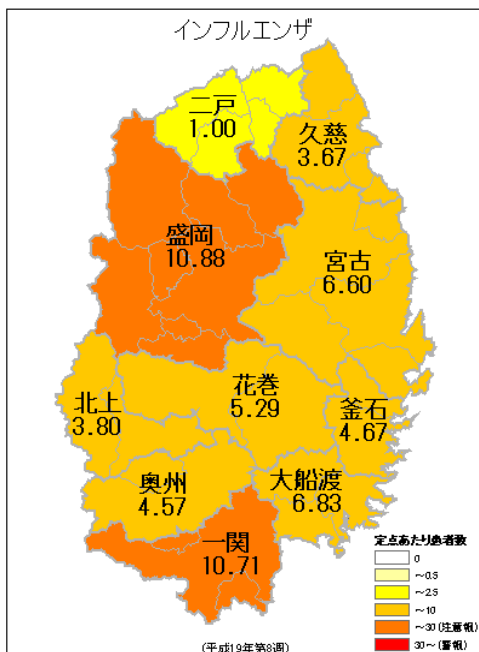 インフルエンザ
二戸
1.00
久慈
3.67
盛岡
10.88
宮古
6.60
花巻
5.29
北上
3.80
釜石
4.67
奥州
4.57
大船渡
6.83
一関
10.71
定点あたり患者数
0
～0.5
～2.5
～10
～30(注意報)
30～(警報)
(平成19年第8週)